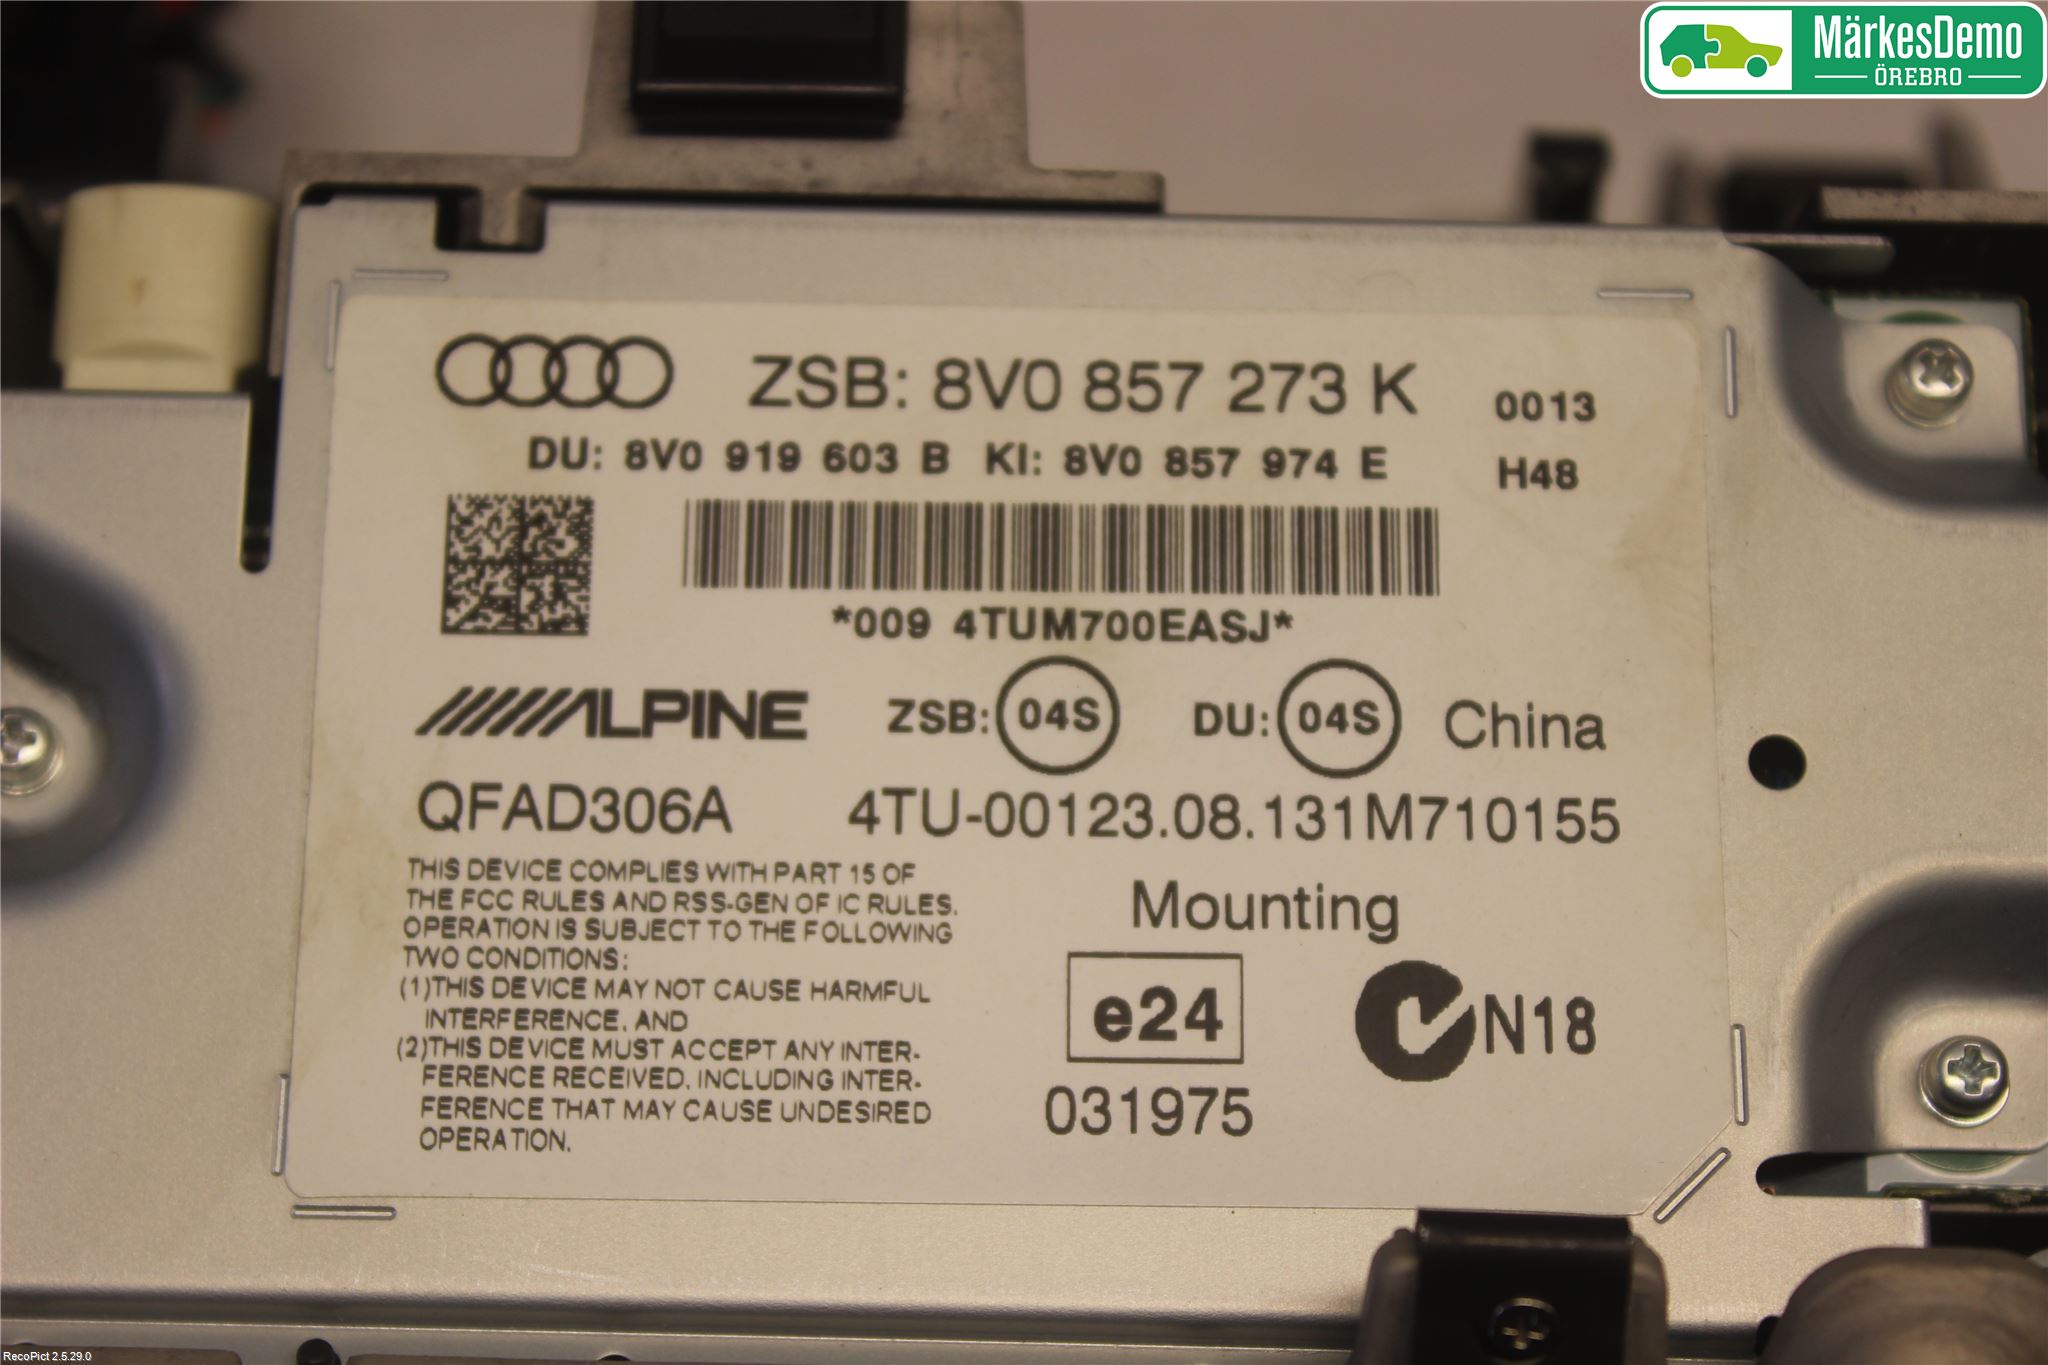 MärkesDemo
ÖREBRO
ZSB: 8V0 857 273 K 0013
DU: 8V0 919 603 B KI: 8V0 857 974 E H48
*009 4TUM700EASJ*
ALPINE ZSB: 04S DU: 04S China
QFAD306A 4TU-00123.08.131M710155
THIS DEVICE COMPLIES WITH PART 15 OF
THE FCC RULES AND RSS-GEN OF IC RULES.
OPERATION IS SUBJECT TO THE FOLLOWING
TWO CONDITIONS:
(1)THIS DEVICE MAY NOT CAUSE HARMFUL
INTERFERENCE, AND
(2)THIS DEVICE MUST ACCEPT ANY INTER-
FERENCE RECEIVED, INCLUDING INTER-
FERENCE THAT MAY CAUSE UNDESIRED
OPERATION.
Mounting
e24
N18
031975
RecoPict 2.5.29.0